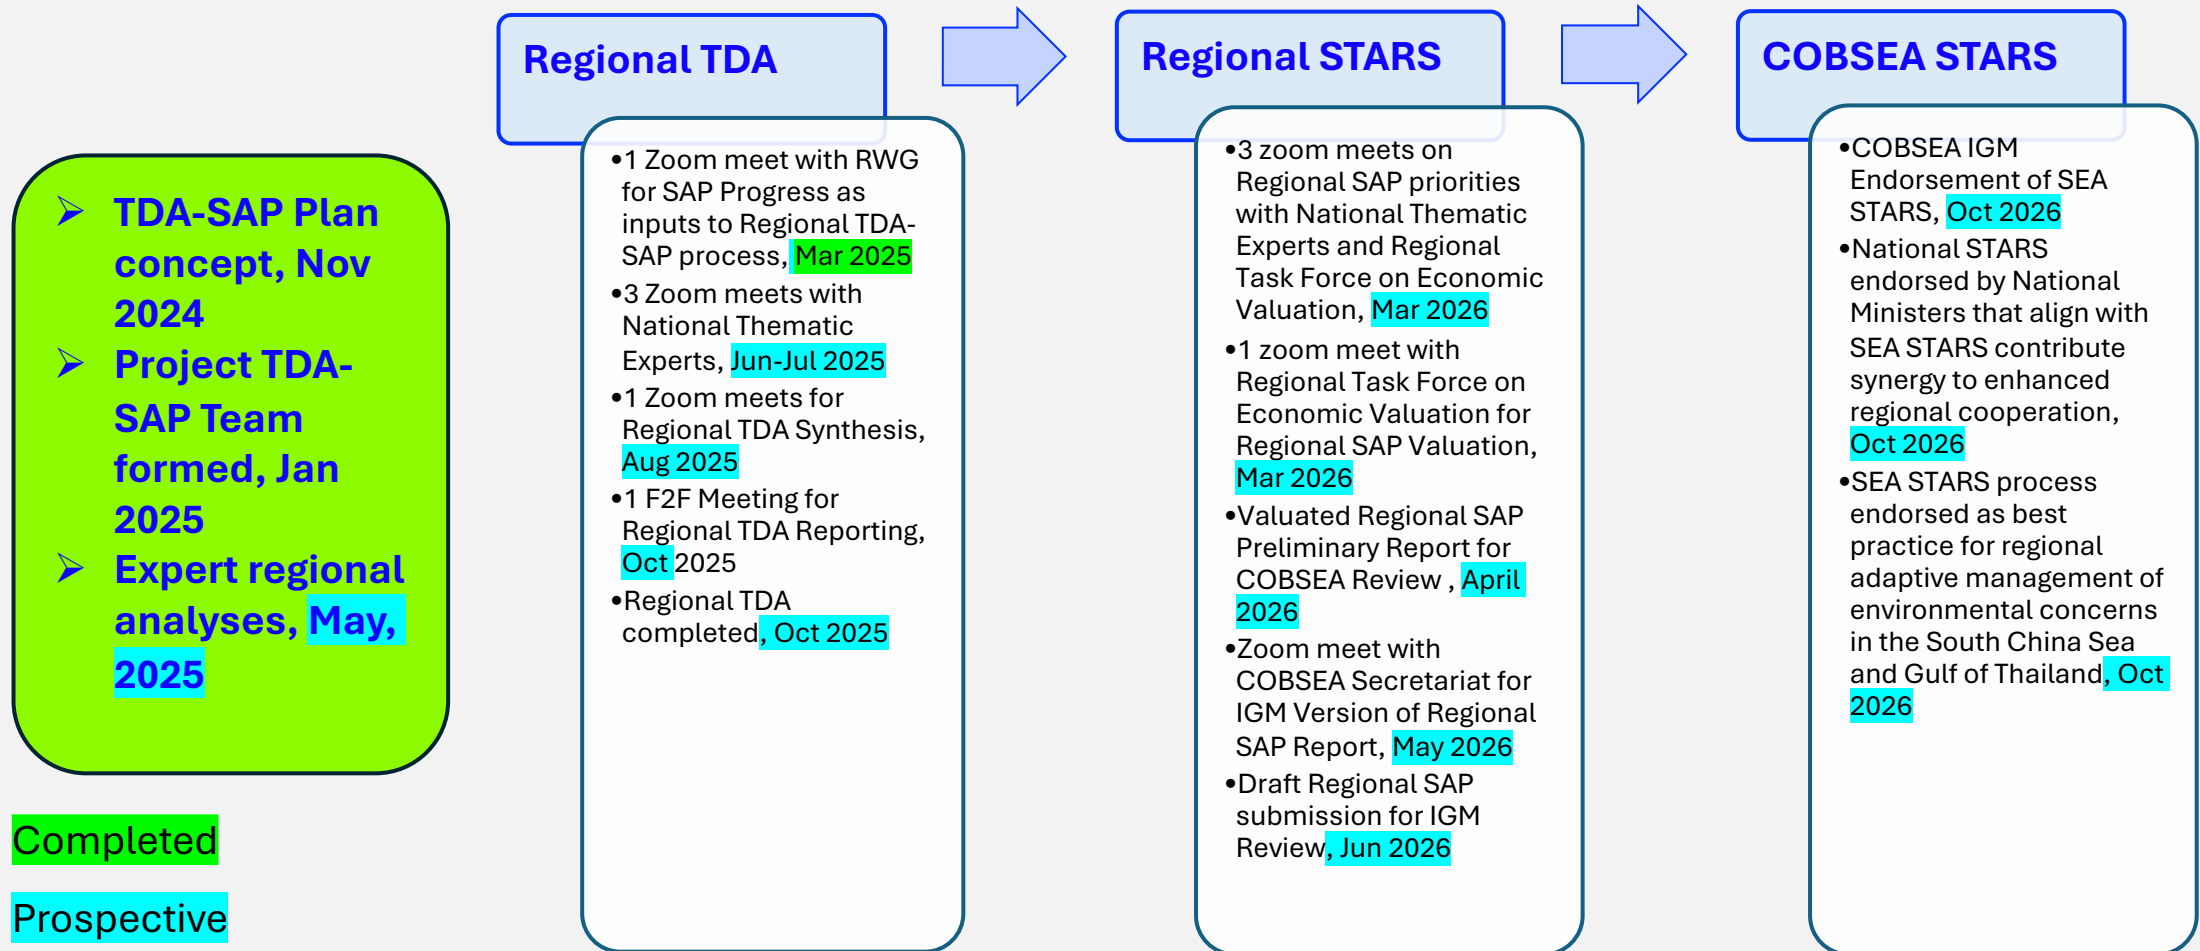 Regional TDA
Regional STARS
COBSEA STARS
➢ TDA-SAP Plan
concept, Nov
2024
➢ Project TDA-
SAP Team
formed, Jan
2025
➢ Expert regional
analyses, May,
2025
Completed
Prospective
•1 Zoom meet with RWG
for SAP Progress as
inputs to Regional TDA-
SAP process, Mar 2025
•3 Zoom meets with
National Thematic
Experts, Jun-Jul 2025
•1 Zoom meets for
Regional TDA Synthesis,
Aug 2025
•1 F2F Meeting for
Regional TDA Reporting,
Oct 2025
•Regional TDA
completed, Oct 2025
•3 zoom meets on
Regional SAP priorities
with National Thematic
Experts and Regional
Task Force on Economic
Valuation, Mar 2026
•1 zoom meet with
Regional Task Force on
Economic Valuation for
Regional SAP Valuation,
Mar 2026
•Valuated Regional SAP
Preliminary Report for
COBSEA Review , April
2026
•Zoom meet with
COBSEA Secretariat for
IGM Version of Regional
SAP Report, May 2026
•Draft Regional SAP
submission for IGM
Review, Jun 2026
•COBSEA IGM
Endorsement of SEA
STARS, Oct 2026
•National STARS
endorsed by National
Ministers that align with
SEA STARS contribute
synergy to enhanced
regional cooperation,
Oct 2026
•SEA STARS process
endorsed as best
practice for regional
adaptive management of
environmental concerns
in the South China Sea
and Gulf of Thailand, Oct
2026